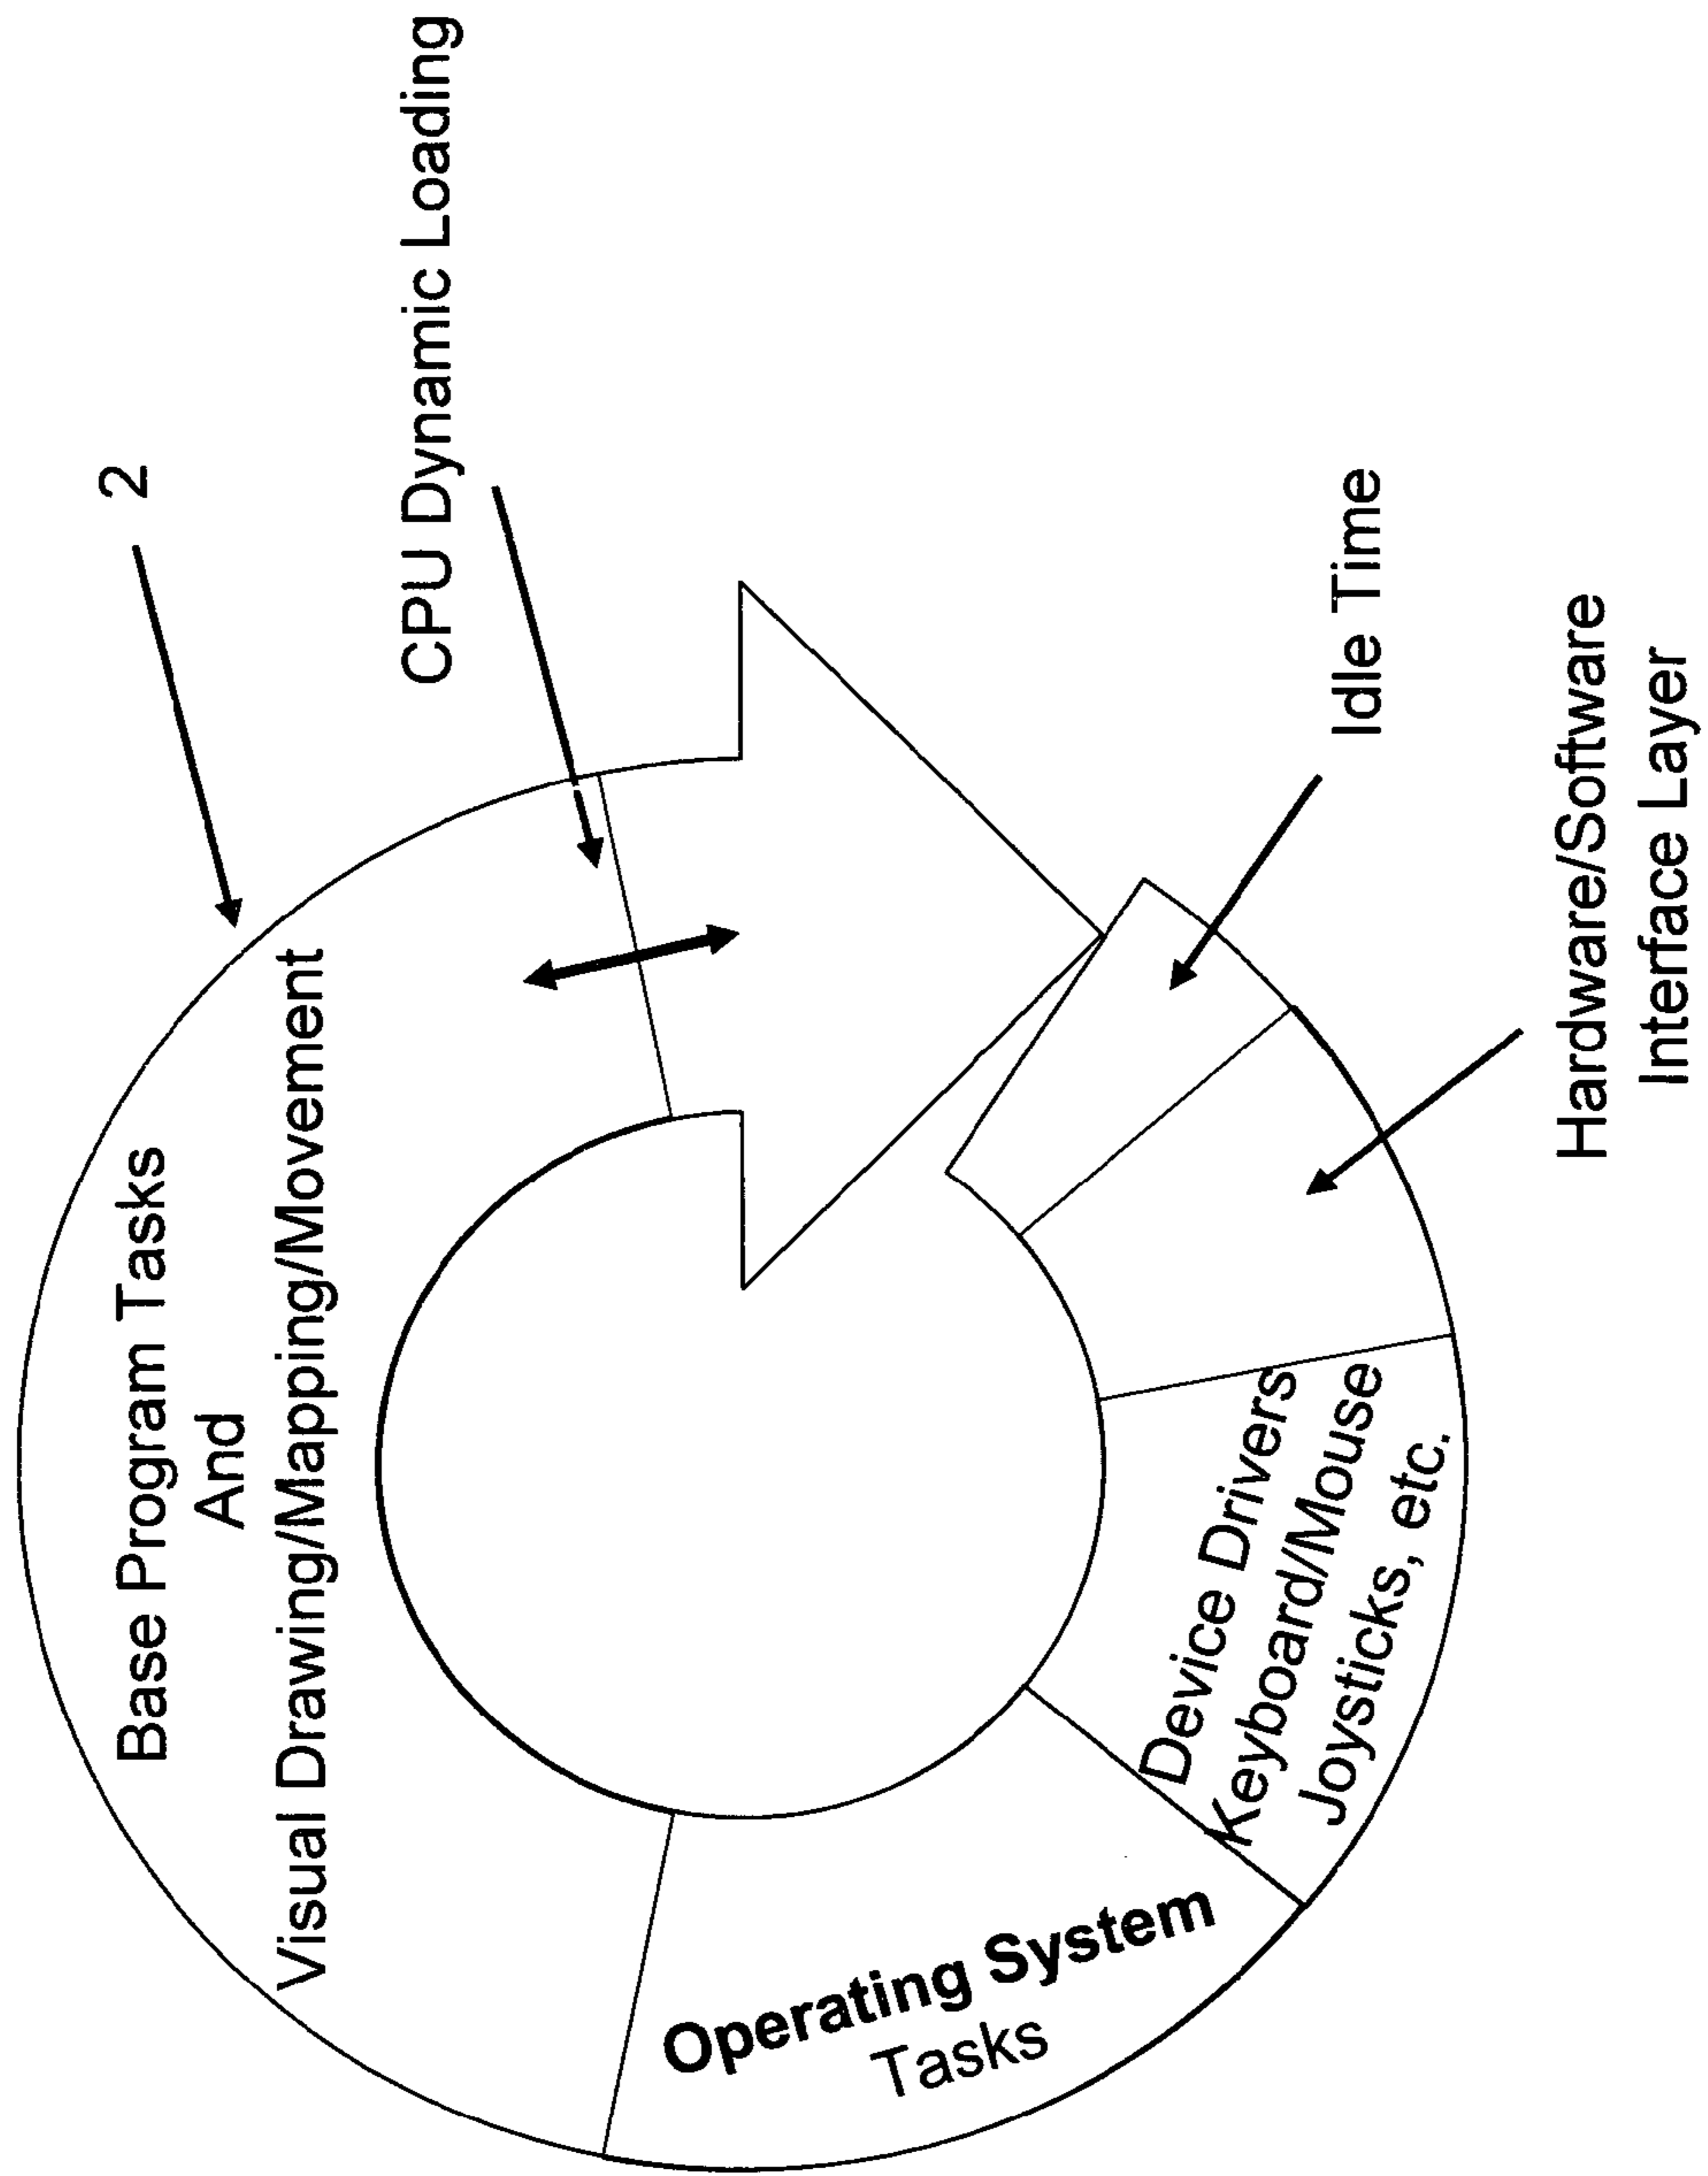 2
CPU Dynamic Loading
Base Program Tasks
And
Visual Drawing/Mapping/Movement
Idle Time
Hardware/Software
Interface Layer
Device Drivers
Keyboard/Mouse
Joysticks, etc.
Operating System
Tasks